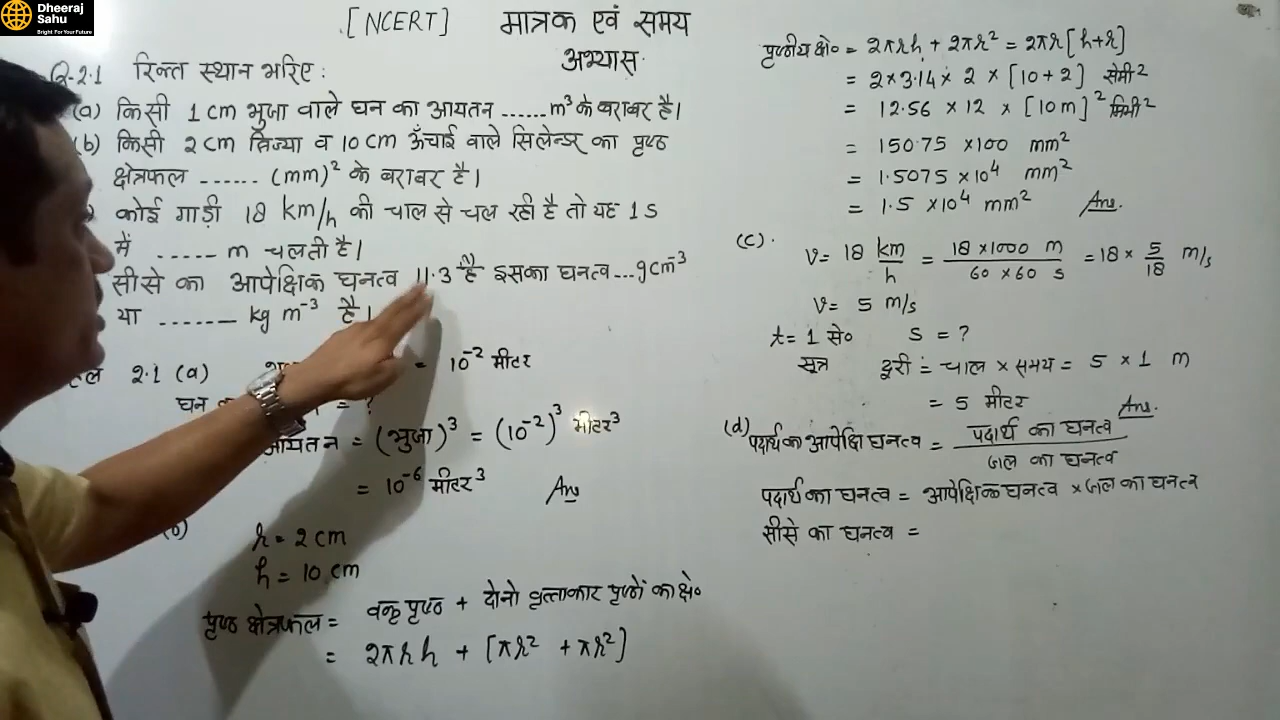 Dheeraj
Sahu
Bright For Your Future
[NCERT] मात्रक एवं समय
अभ्यास.
Q.2.1 रिक्त स्थान भरिए:
(a) किसी 1 cm भुजा वाले घन का आयतन ...... m³ के बराबर है।
(b) किसी 2 cm त्रिज्या व 10 cm ऊँचाई वाले सिलेन्डर का पृष्ठ
क्षेत्रफल ------ (mm)² के बराबर है।
कोई गाड़ी 18 km/h की चाल से चल रही है तो यह 1 s
में ------ m चलती है।
सीसे का आपेक्षिक घनत्व 11.3 है इसका घनत्व ... g cm⁻³
या ------- kg m⁻³ है।
2.1 (a) = 10⁻² मीटर
घन = ?
आयतन = (भुजा)³ = (10⁻²)³ मीटर³
= 10⁻⁶ मीटर³ Ans
r = 2 cm
h = 10 cm
पृष्ठ क्षेत्रफल = वक्र पृष्ठ + दोनो वृत्ताकार पृष्ठों का क्षे०
= 2πrh + [πr² + πr²]
पृष्ठीय क्षे० = 2πrh + 2πr² = 2πr[h+r]
= 2 × 3.14 × 2 × [10 + 2] सेमी²
= 12.56 × 12 × [10m]² मिमी²
= 150.75 × 100 mm²
= 1.5075 × 10⁴ mm²
= 1.5 × 10⁴ mm² Ans.
(c). v = 18 km/h = 18 × 1000 m / 60 × 60 s = 18 × 5/18 m/s
v = 5 m/s
t = 1 से० s = ?
सूत्र दूरी = चाल × समय = 5 × 1 m
= 5 मीटर Ans.
(d) पदार्थ का आपेक्षि घनत्व = पदार्थ का घनत्व / जल का घनत्व
पदार्थ का घनत्व = आपेक्षिक घनत्व × जल का घनत्व
सीसे का घनत्व =